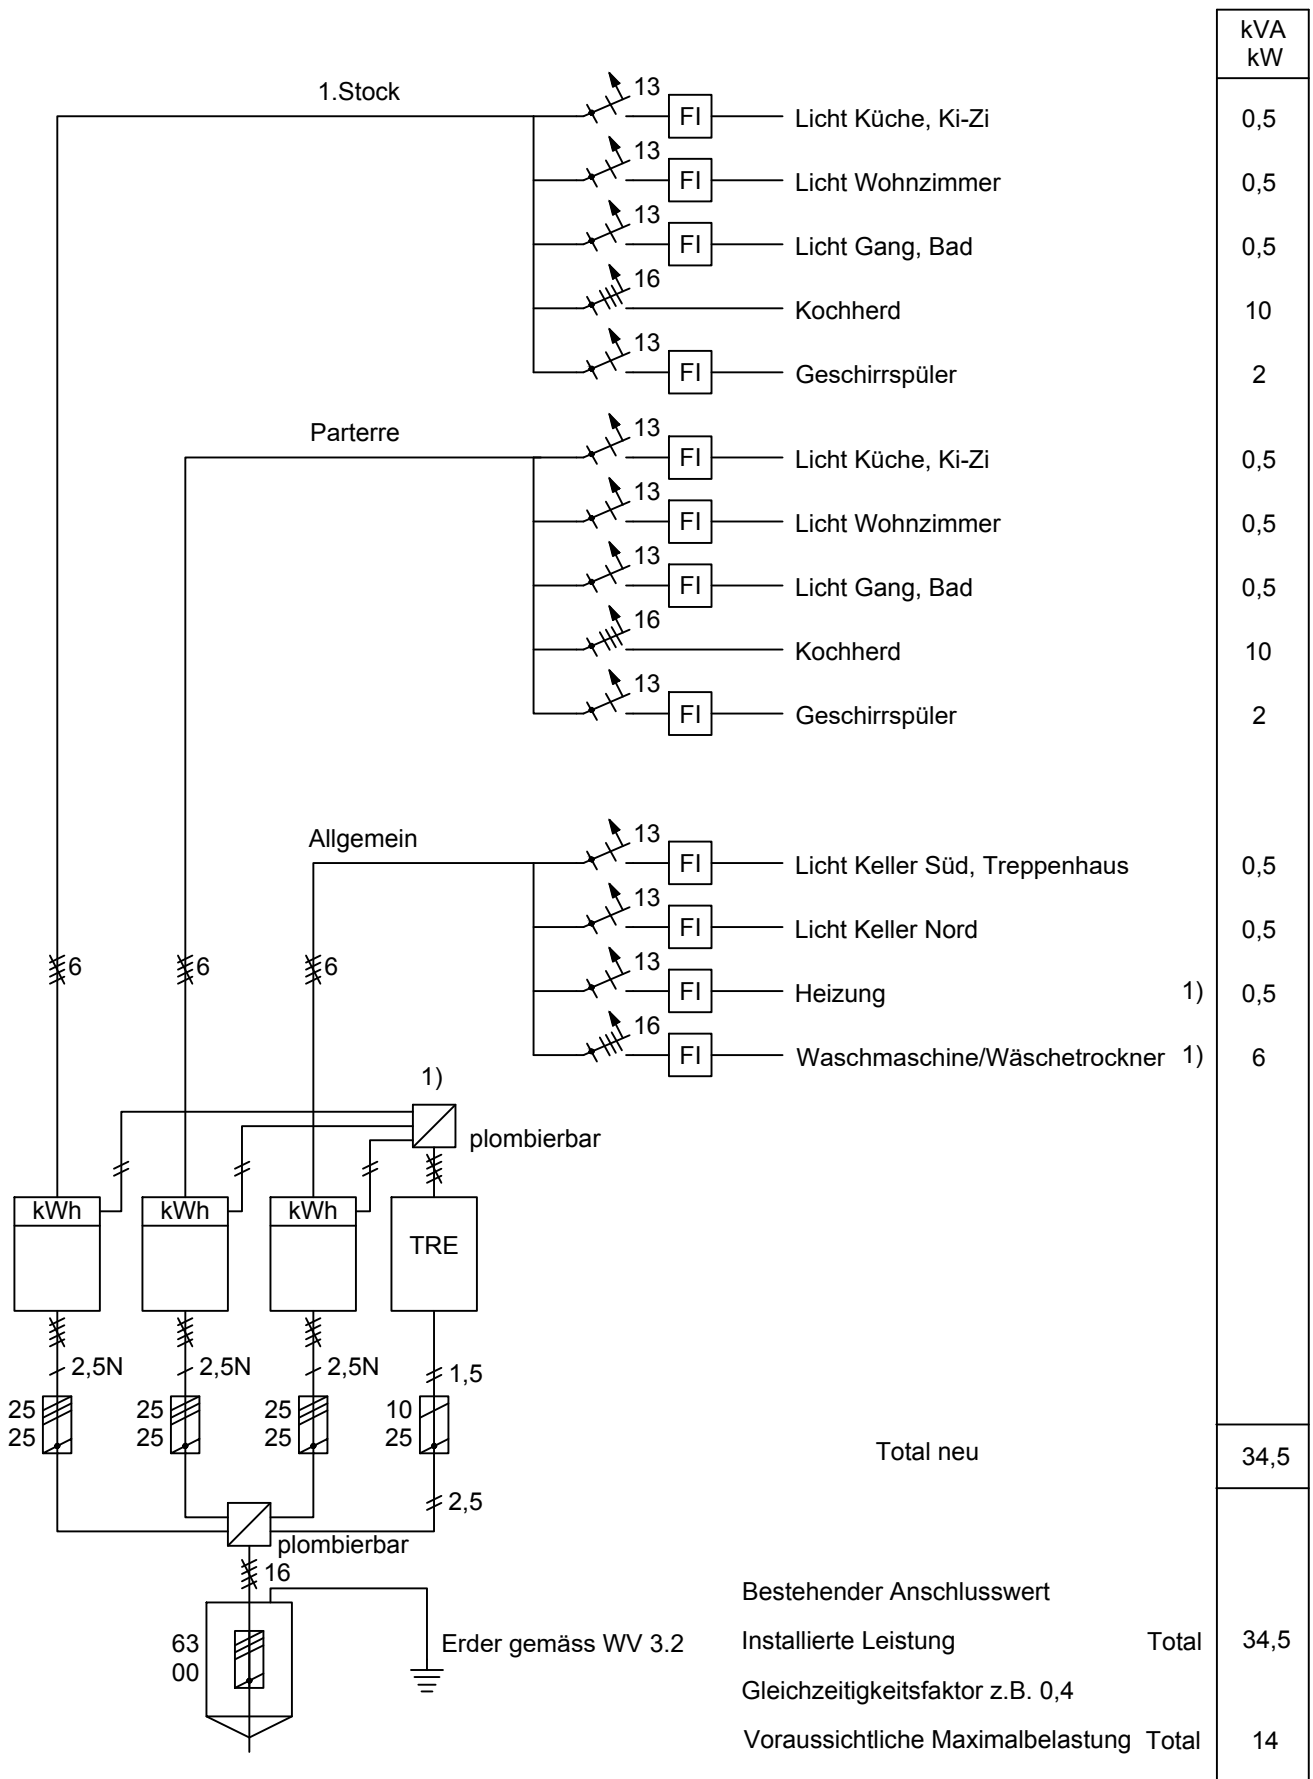 kVA
kW
1.Stock
13 FI Licht Küche, Ki-Zi 0,5
13 FI Licht Wohnzimmer 0,5
13 FI Licht Gang, Bad 0,5
16 Kochherd 10
13 FI Geschirrspüler 2
Parterre
13 FI Licht Küche, Ki-Zi 0,5
13 FI Licht Wohnzimmer 0,5
13 FI Licht Gang, Bad 0,5
16 Kochherd 10
13 FI Geschirrspüler 2
Allgemein
13 FI Licht Keller Süd, Treppenhaus 0,5
13 FI Licht Keller Nord 0,5
6 6 6
13 FI Heizung 1) 0,5
16 FI Waschmaschine/Wäschetrockner 1) 6
1)
plombierbar
kWh kWh kWh
TRE
2,5N 2,5N 2,5N 1,5
25 25 25 10
25 25 25 25
Total neu 34,5
2,5
plombierbar
16
Bestehender Anschlusswert
63
00
Erder gemäss WV 3.2
Installierte Leistung Total 34,5
Gleichzeitigkeitsfaktor z.B. 0,4
Voraussichtliche Maximalbelastung Total 14